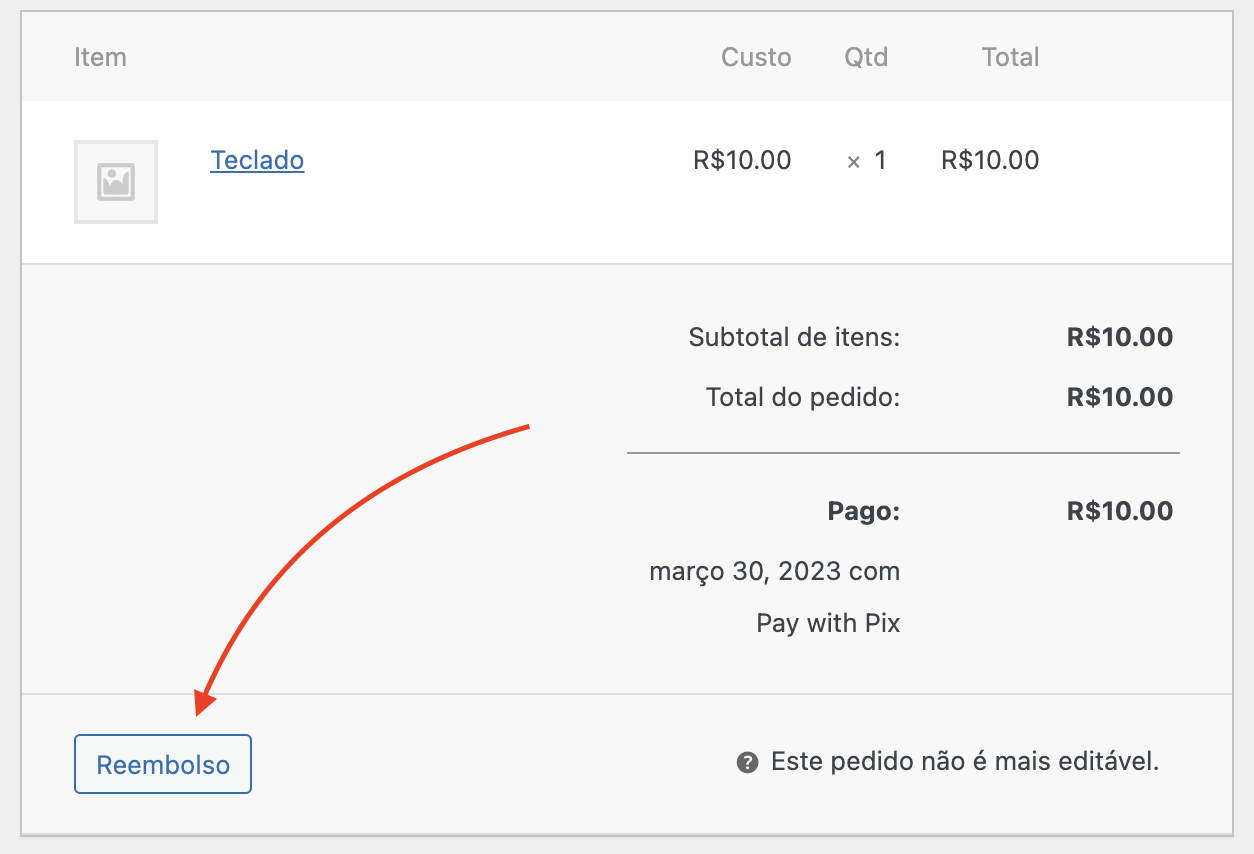 Item Custo Qtd Total
Teclado R$10.00 × 1 R$10.00
Subtotal de itens: R$10.00
Total do pedido: R$10.00
Pago: R$10.00
março 30, 2023 com
Pay with Pix
Reembolso ? Este pedido não é mais editável.